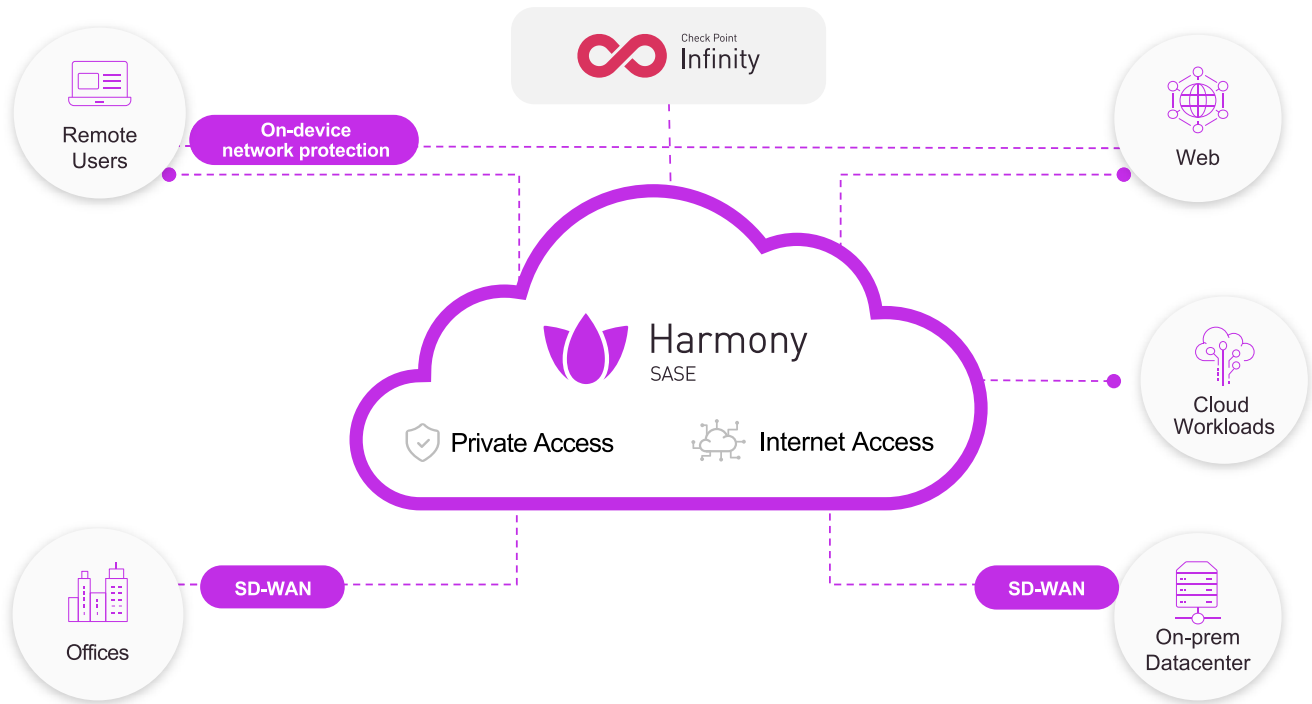 Check Point
Infinity
Remote
Users
On-device
network protection
Web
Harmony
SASE
Private Access
Internet Access
Cloud
Workloads
Offices
SD-WAN
SD-WAN
On-prem
Datacenter